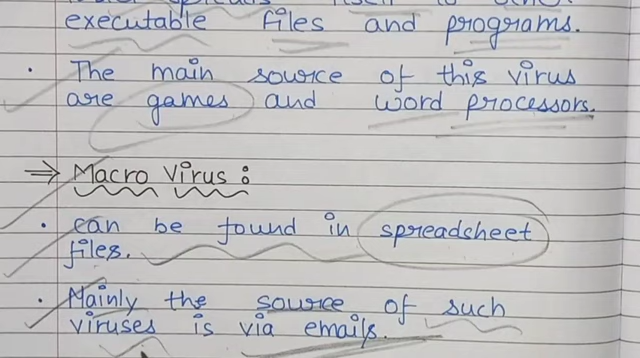 executable files and programs.
• The main source of this virus
are games and word processors.
⇒ Macro Virus :
• can be found in spreadsheet
files.
• Mainly the source of such
viruses is via emails.